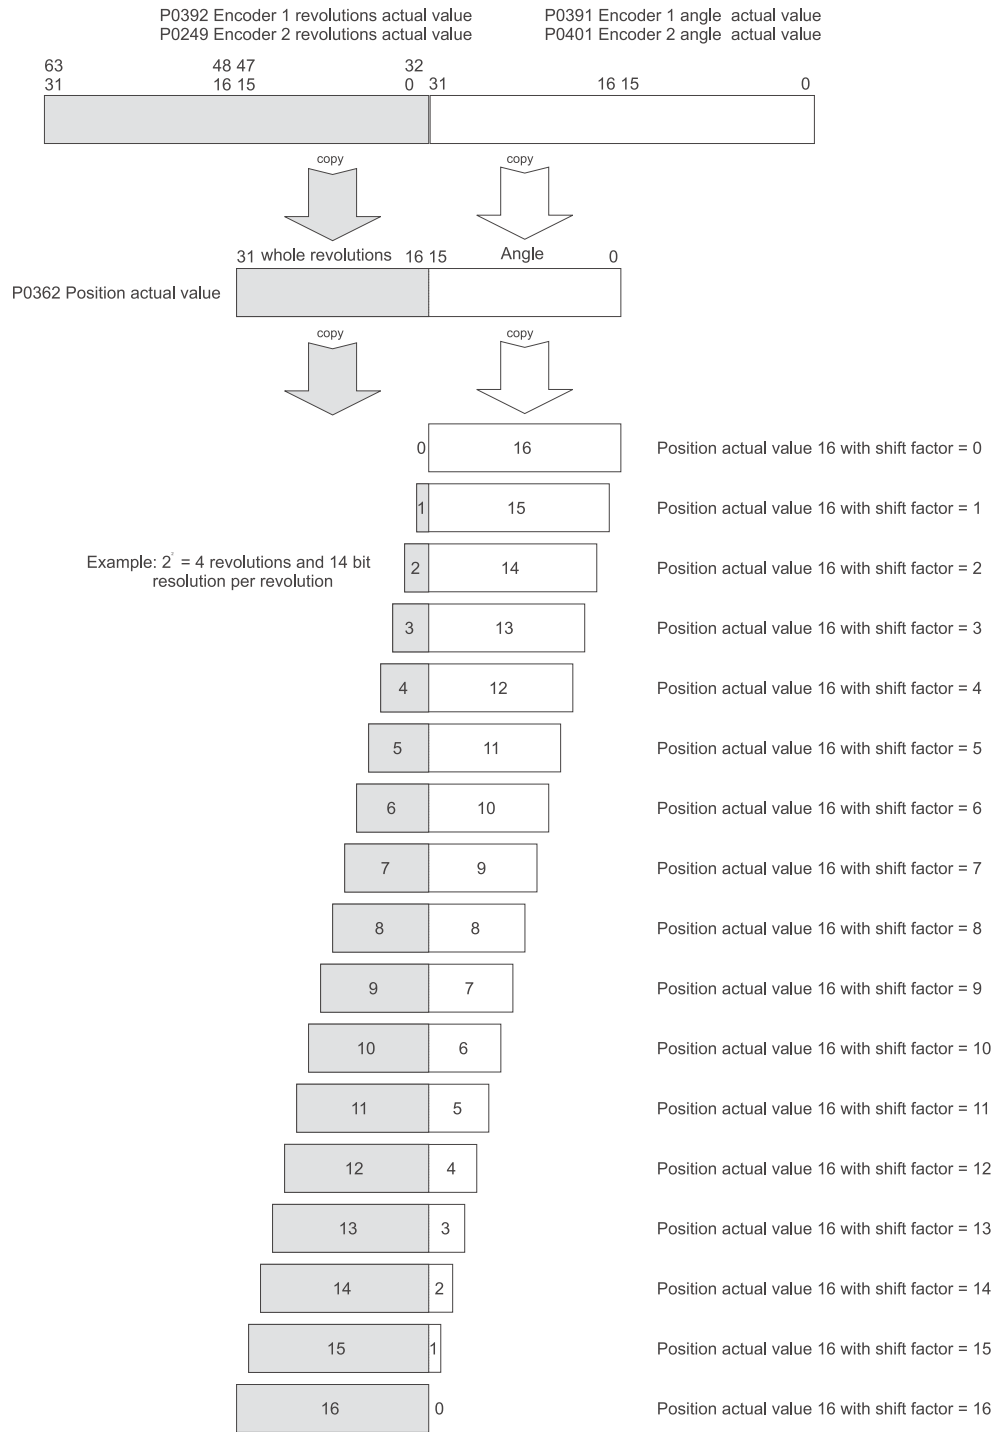 P0392 Encoder 1 revolutions actual value P0391 Encoder 1 angle actual value
P0249 Encoder 2 revolutions actual value P0401 Encoder 2 angle actual value
63 48 47 32
31 16 15 0 31 16 15 0
copy copy
31 whole revolutions 16 15 Angle 0
P0362 Position actual value
copy copy
0 16 Position actual value 16 with shift factor = 0
1 15 Position actual value 16 with shift factor = 1
Example: 2² = 4 revolutions and 14 bit
resolution per revolution
2 14 Position actual value 16 with shift factor = 2
3 13 Position actual value 16 with shift factor = 3
4 12 Position actual value 16 with shift factor = 4
5 11 Position actual value 16 with shift factor = 5
6 10 Position actual value 16 with shift factor = 6
7 9 Position actual value 16 with shift factor = 7
8 8 Position actual value 16 with shift factor = 8
9 7 Position actual value 16 with shift factor = 9
10 6 Position actual value 16 with shift factor = 10
11 5 Position actual value 16 with shift factor = 11
12 4 Position actual value 16 with shift factor = 12
13 3 Position actual value 16 with shift factor = 13
14 2 Position actual value 16 with shift factor = 14
15 1 Position actual value 16 with shift factor = 15
16 0 Position actual value 16 with shift factor = 16